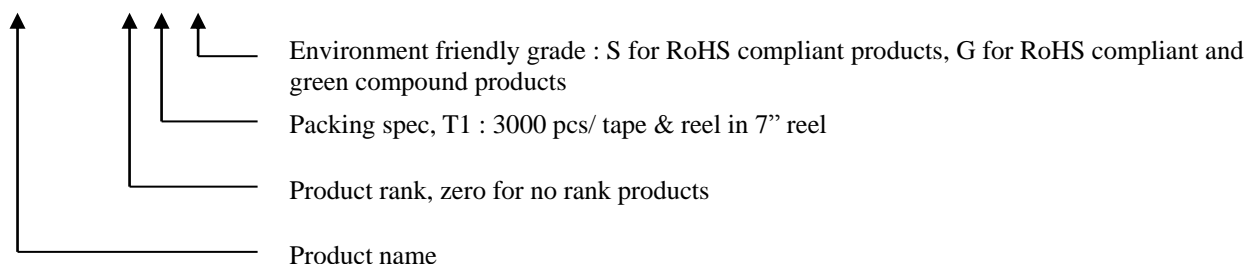 Environment friendly grade : S for RoHS compliant products, G for RoHS compliant and
green compound products
Packing spec, T1 : 3000 pcs/ tape & reel in 7” reel
Product rank, zero for no rank products
Product name